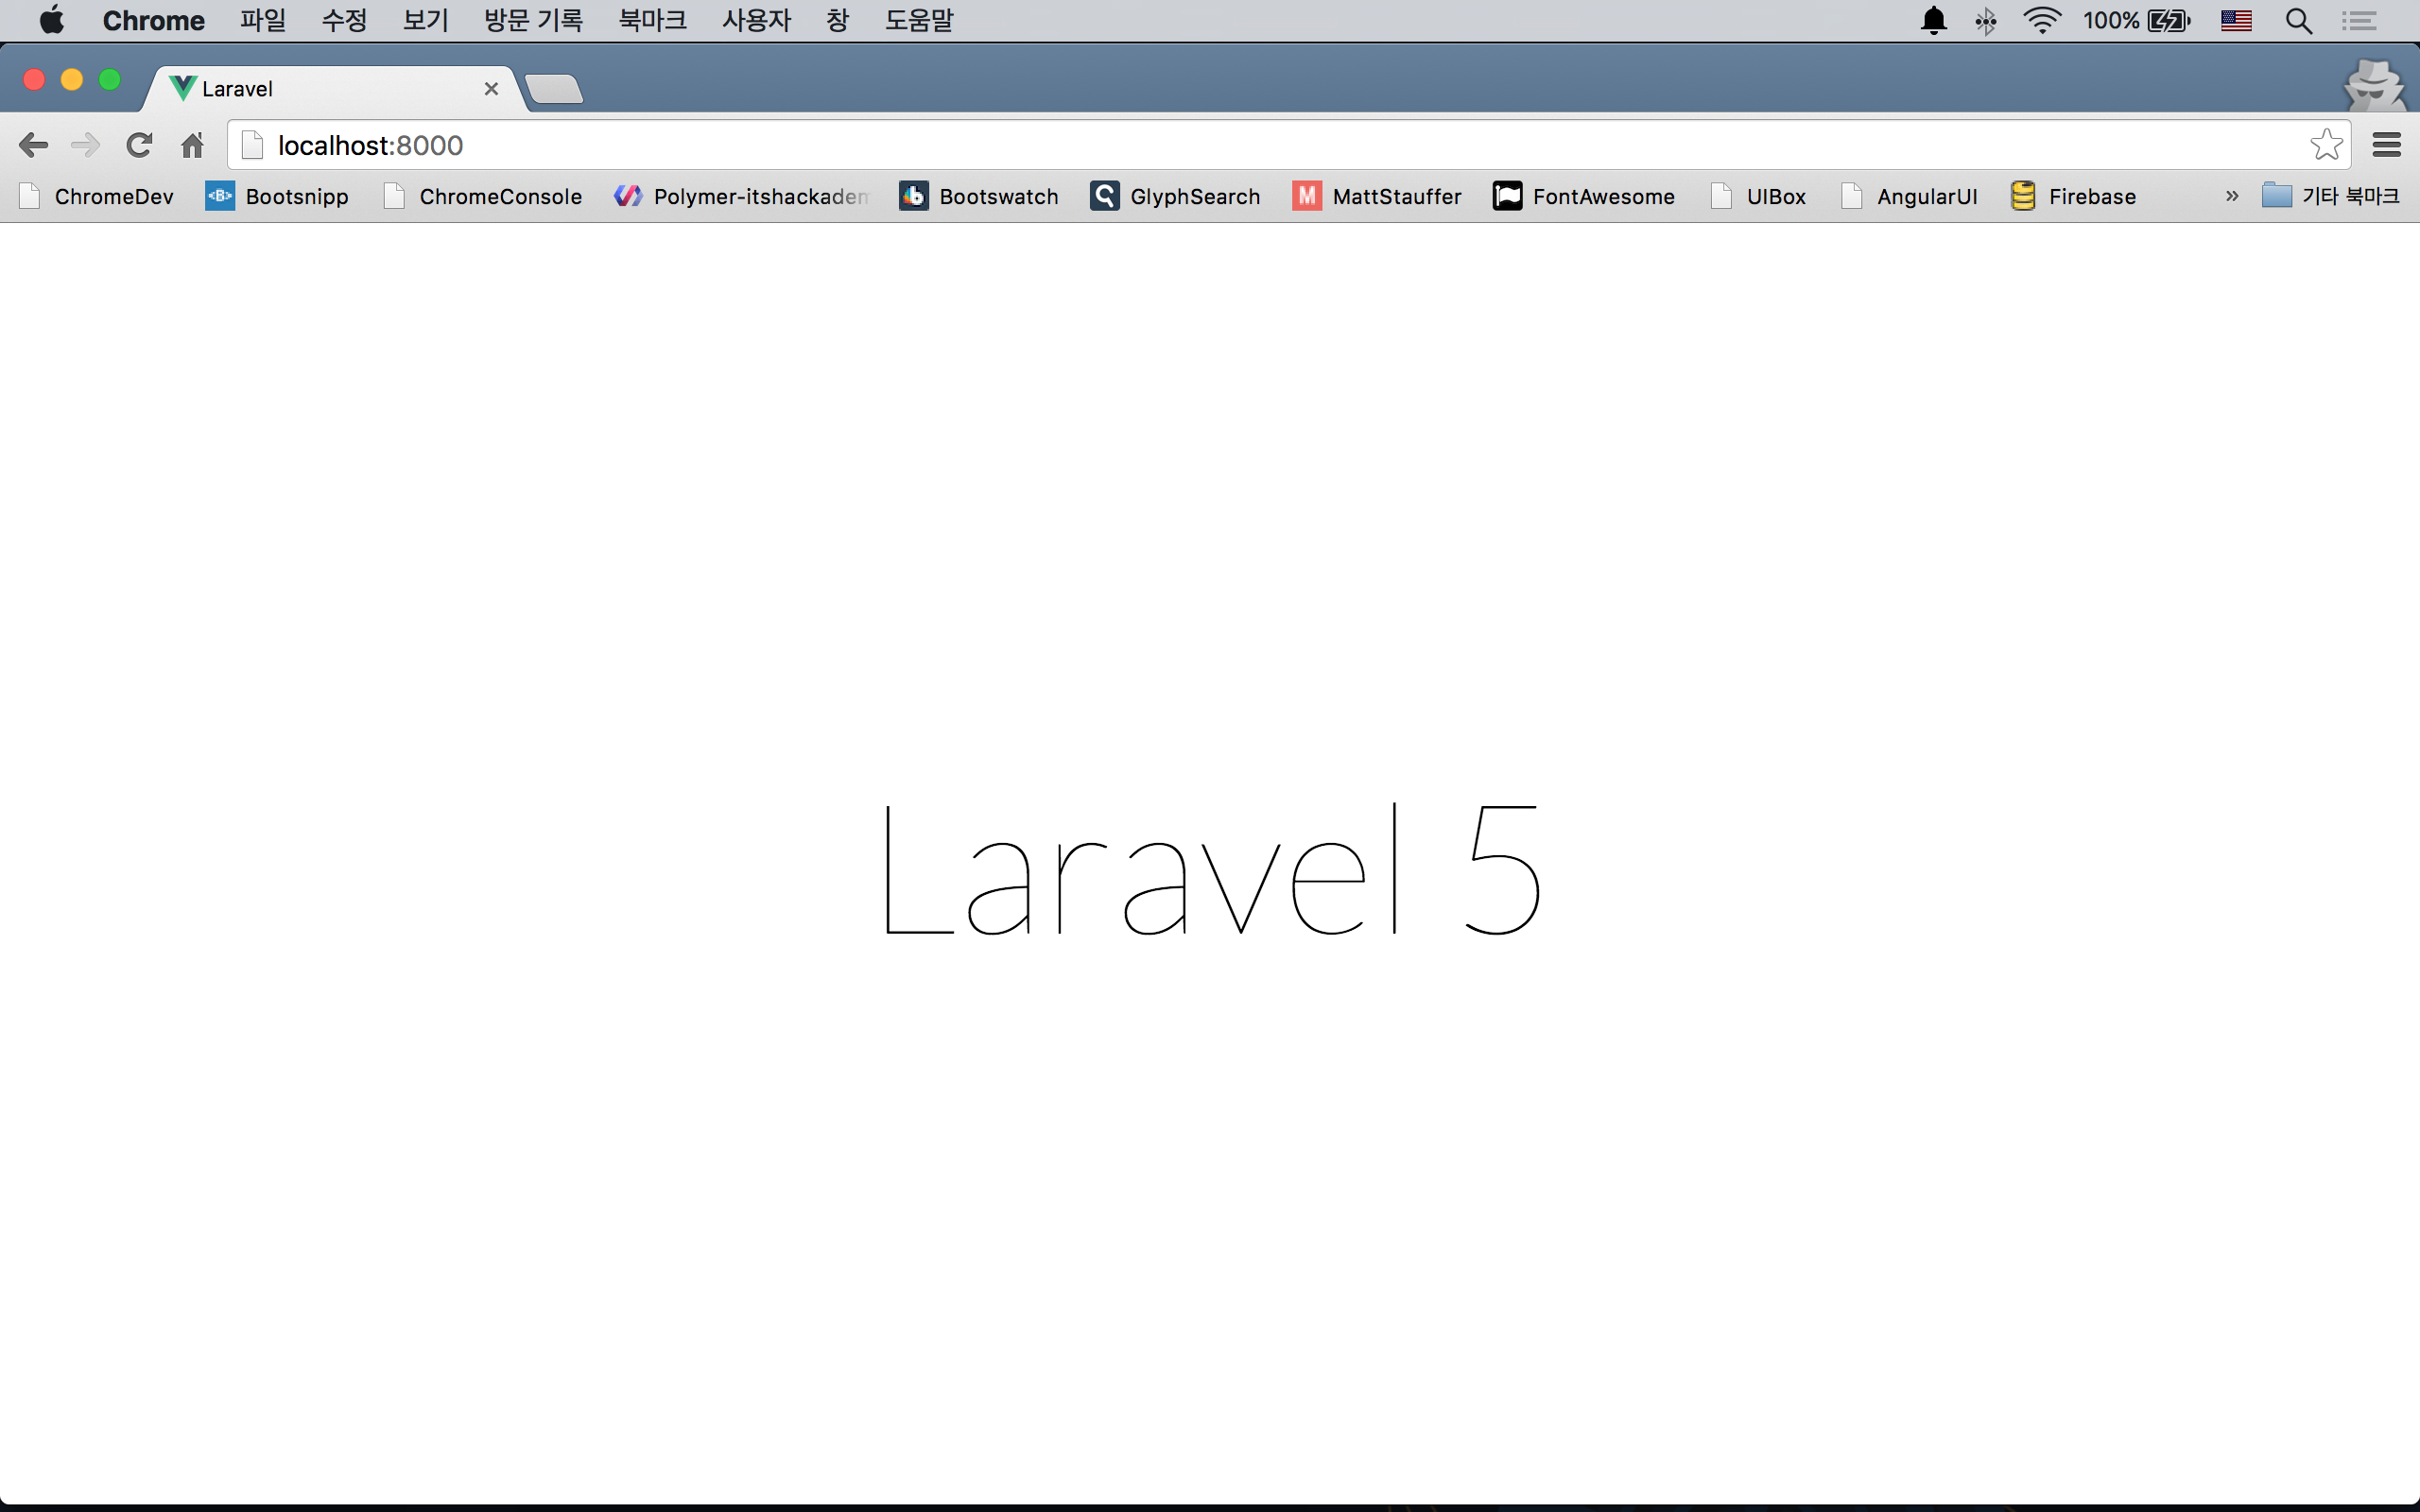 Chrome 파일 수정 보기 방문 기록 북마크 사용자 창 도움말 100%
Laravel
localhost:8000
ChromeDev Bootsnipp ChromeConsole Polymer-itshackadem Bootswatch GlyphSearch MattStauffer FontAwesome UIBox AngularUI Firebase » 기타 북마크
Laravel 5